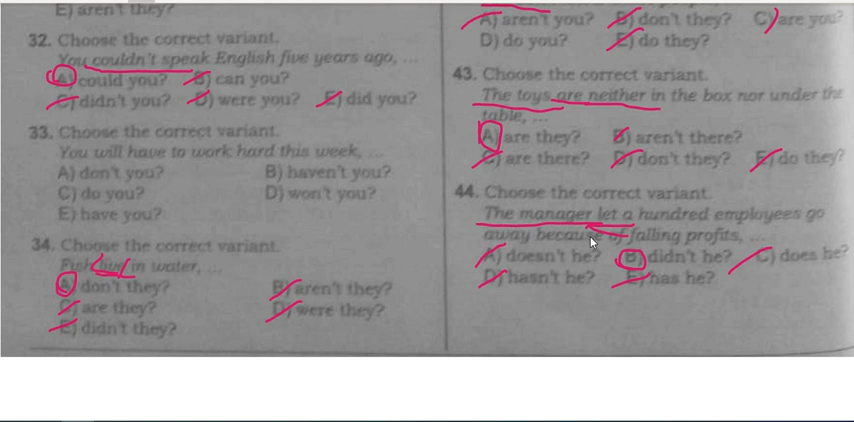 E) aren't they?
32. Choose the correct variant.
You couldn't speak English five years ago, ...
A) could you? B) can you?
C) didn't you? D) were you? E) did you?
33. Choose the correct variant.
You will have to work hard this week, ...
A) don't you? B) haven't you?
C) do you? D) won't you?
E) have you?
34. Choose the correct variant.
Fish live in water, ...
A) don't they? B) aren't they?
C) are they? D) were they?
E) didn't they?
A) aren't you? B) don't they? C) are you?
D) do you? E) do they?
43. Choose the correct variant.
The toys are neither in the box nor under the
table, ...
A) are they? B) aren't there?
C) are there? D) don't they? E) do they?
44. Choose the correct variant.
The manager let a hundred employees go
away because of falling profits, ...
A) doesn't he? B) didn't he? C) does he?
D) hasn't he? E) has he?